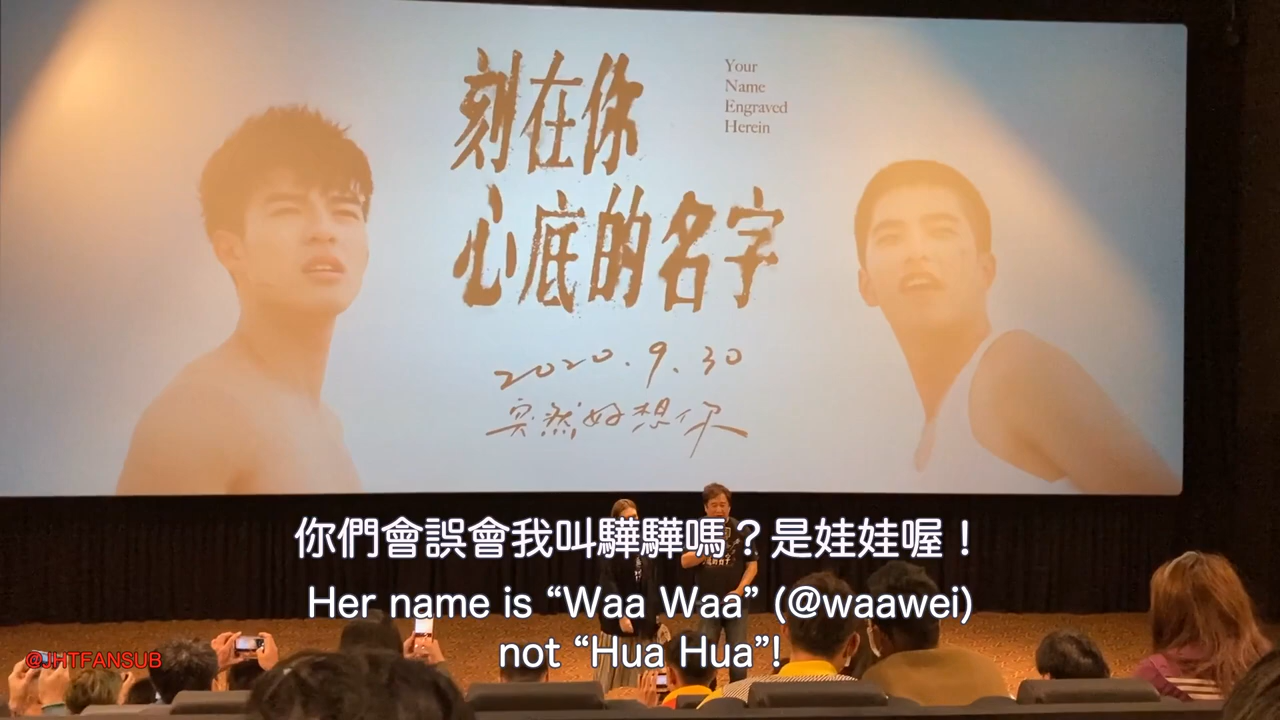 刻在你
心底的名字
Your
Name
Engraved
Herein
2020.9.30
突然好想你
你們會誤會我叫驊驊嗎？是娃娃喔！
Her name is “Waa Waa” (@waawei)
not “Hua Hua”!
@JHTFANSUB